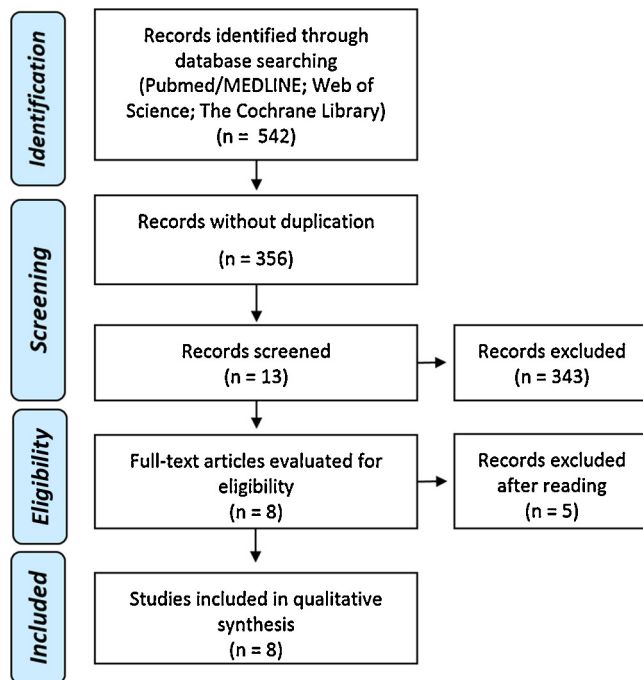 Identification
Records identified through
database searching
(Pubmed/MEDLINE; Web of
Science; The Cochrane Library)
(n = 542)
Screening
Records without duplication
(n = 356)
Records screened
(n = 13)
Records excluded
(n = 343)
Eligibility
Full-text articles evaluated for
eligibility
(n = 8)
Records excluded
after reading
(n = 5)
Included
Studies included in qualitative
synthesis
(n = 8)